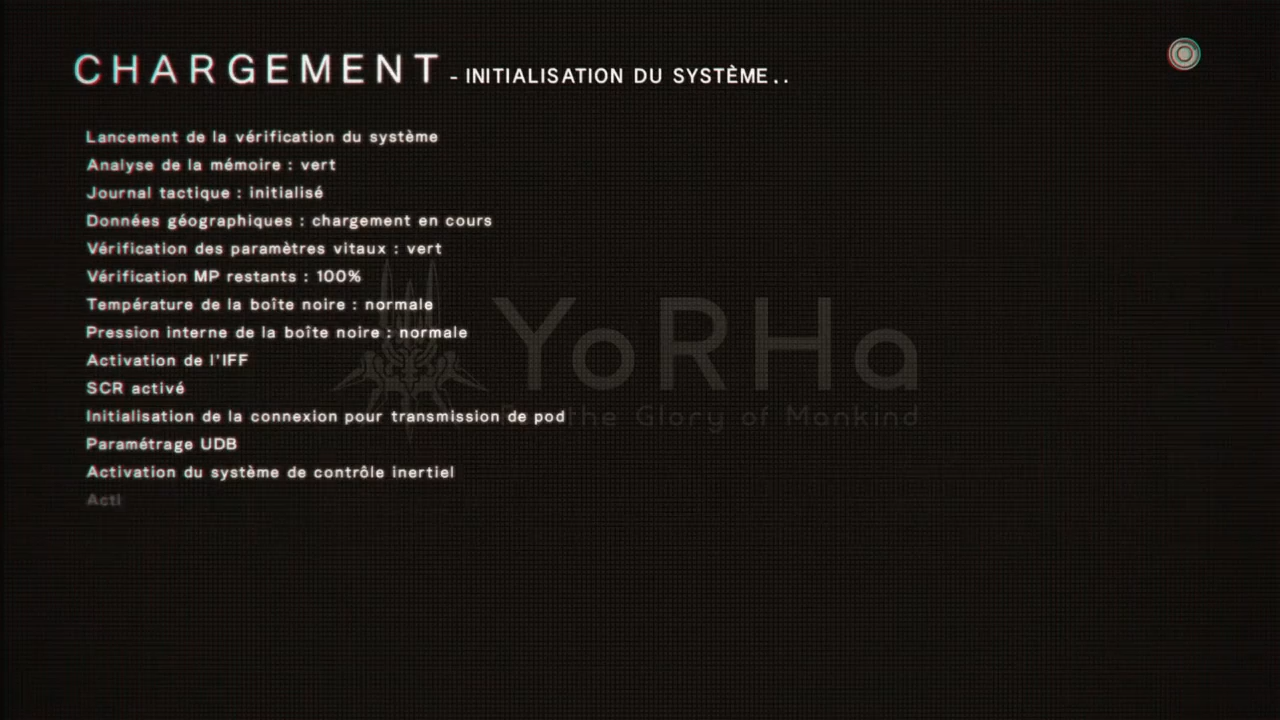 CHARGEMENT - INITIALISATION DU SYSTÈME..
Lancement de la vérification du système
Analyse de la mémoire : vert
Journal tactique : initialisé
Données géographiques : chargement en cours
Vérification des paramètres vitaux : vert
Vérification MP restants : 100%
Température de la boîte noire : normale
Pression interne de la boîte noire : normale
Activation de l'IFF
SCR activé
Initialisation de la connexion pour transmission de pod
Paramétrage UDB
Activation du système de contrôle inertiel
Acti
YoRHa
the Glory of Mankind